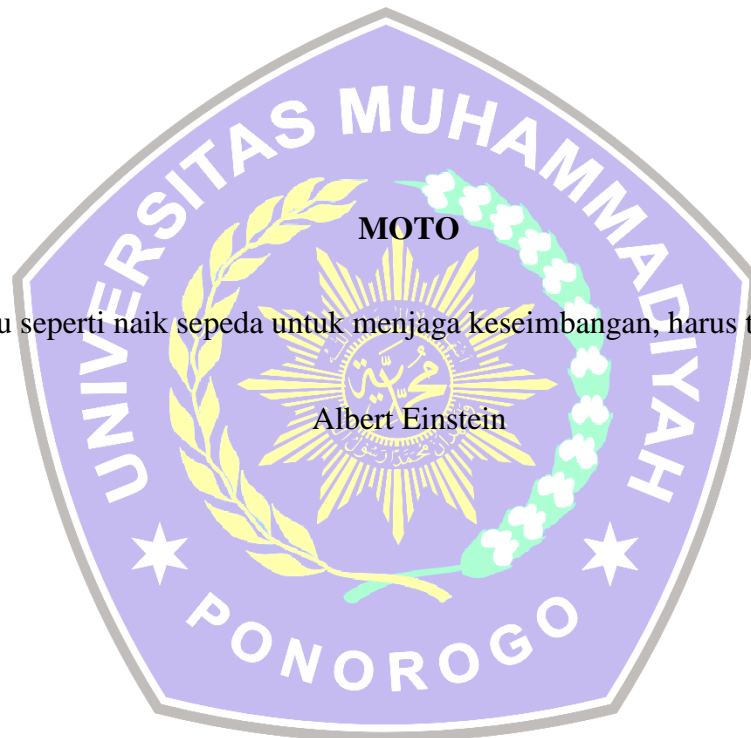 UNIVERSITAS MUHAMMADIYAH
MOTO
seperti naik sepeda untuk menjaga keseimbangan, harus
Albert Einstein
PONOROGO